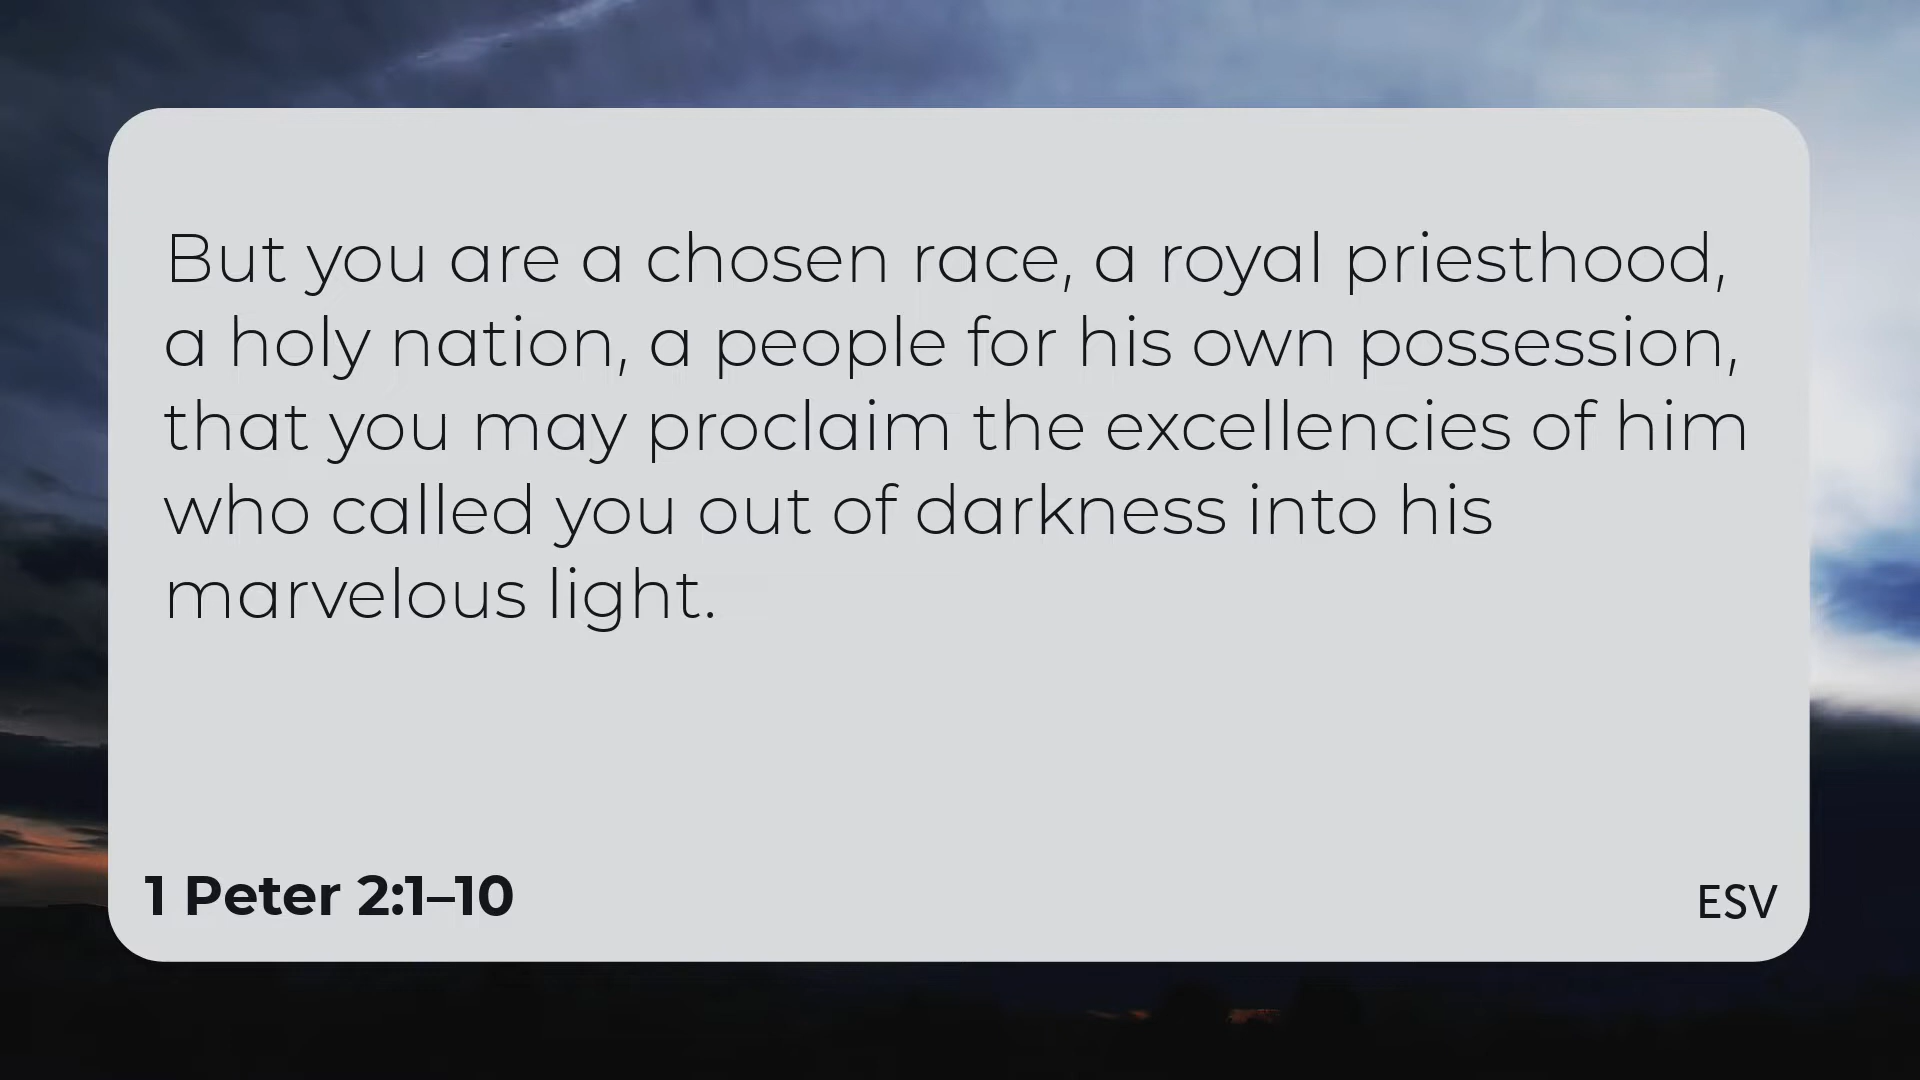 But you are a chosen race, a royal priesthood,
a holy nation, a people for his own possession,
that you may proclaim the excellencies of him
who called you out of darkness into his
marvelous light.
1 Peter 2:1–10
ESV